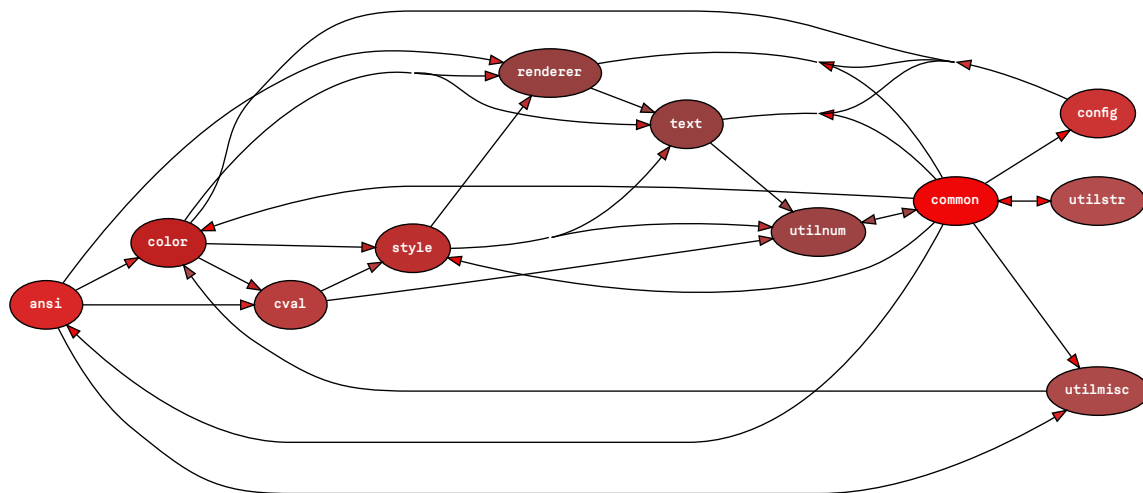 renderer
config
text
common
utilstr
color
utilnum
style
ansi
cval
utilmisc